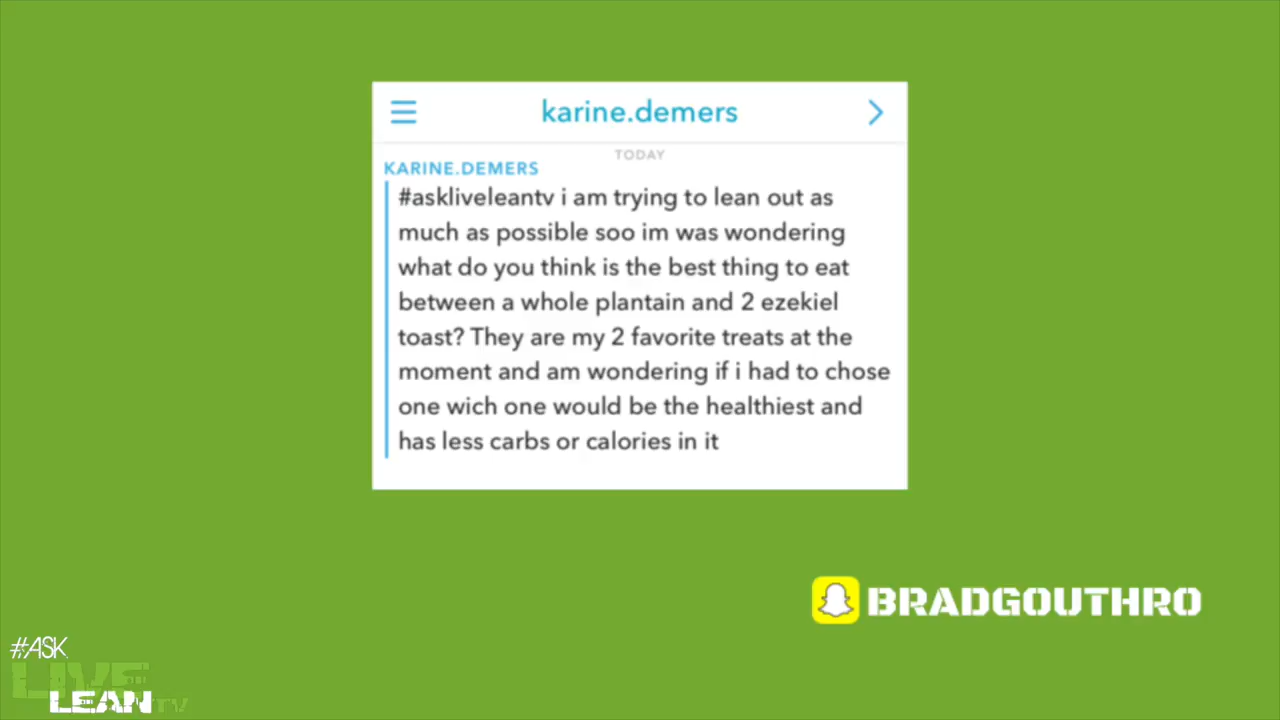 karine.demers
TODAY
KARINE.DEMERS
#askliveleantv i am trying to lean out as
much as possible soo im was wondering
what do you think is the best thing to eat
between a whole plantain and 2 ezekiel
toast? They are my 2 favorite treats at the
moment and am wondering if i had to chose
one wich one would be the healthiest and
has less carbs or calories in it
BRADGOUTHRO
#ASK
LIVE
LEAN TV